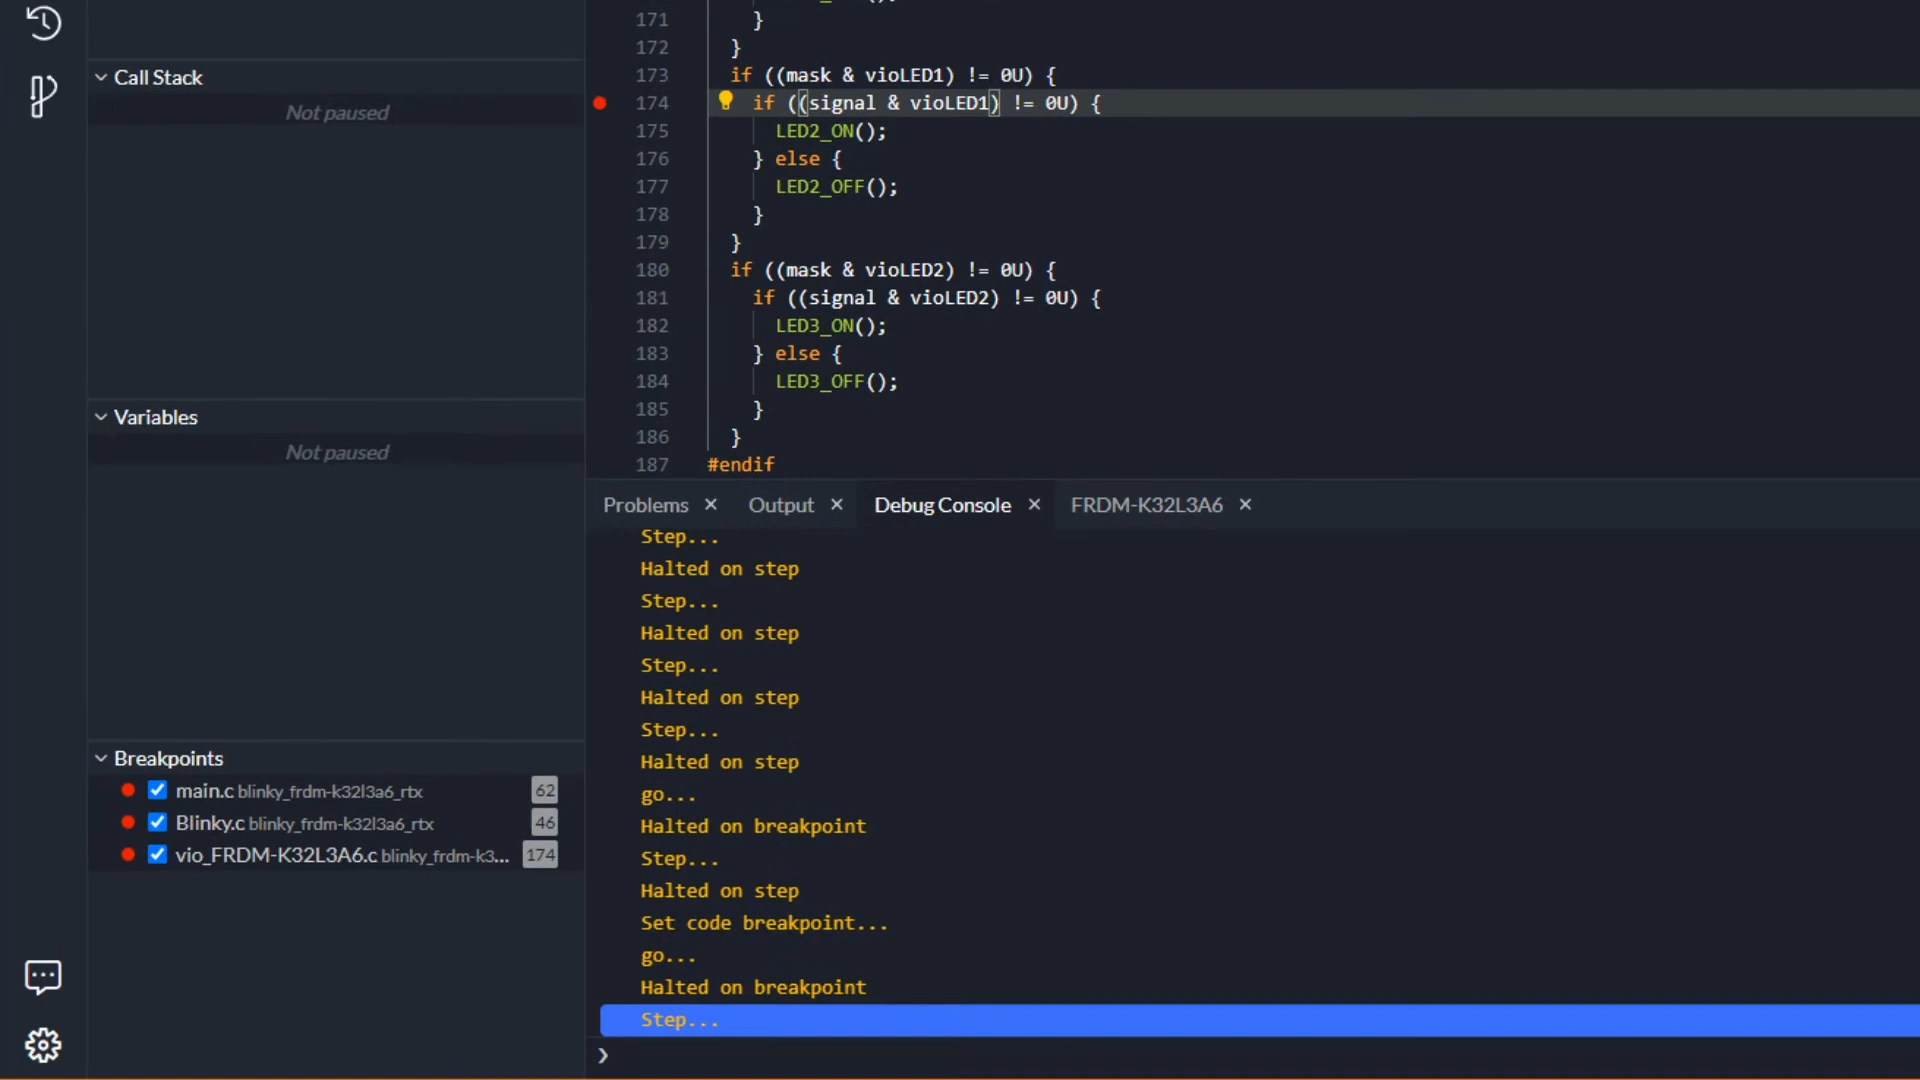 Call Stack
Not paused
Variables
Not paused
Breakpoints
main.c blinky_frdm-k32l3a6_rtx 62
Blinky.c blinky_frdm-k32l3a6_rtx 46
vio_FRDM-K32L3A6.c blinky_frdm-k3... 174
171 }
172 }
173 if ((mask & vioLED1) != 0U) {
174 if ((signal & vioLED1) != 0U) {
175 LED2_ON();
176 } else {
177 LED2_OFF();
178 }
179 }
180 if ((mask & vioLED2) != 0U) {
181 if ((signal & vioLED2) != 0U) {
182 LED3_ON();
183 } else {
184 LED3_OFF();
185 }
186 }
187 #endif
Problems × Output × Debug Console × FRDM-K32L3A6 ×
Step...
Halted on step
Step...
Halted on step
Step...
Halted on step
Step...
Halted on step
go...
Halted on breakpoint
Step...
Halted on step
Set code breakpoint...
go...
Halted on breakpoint
Step...